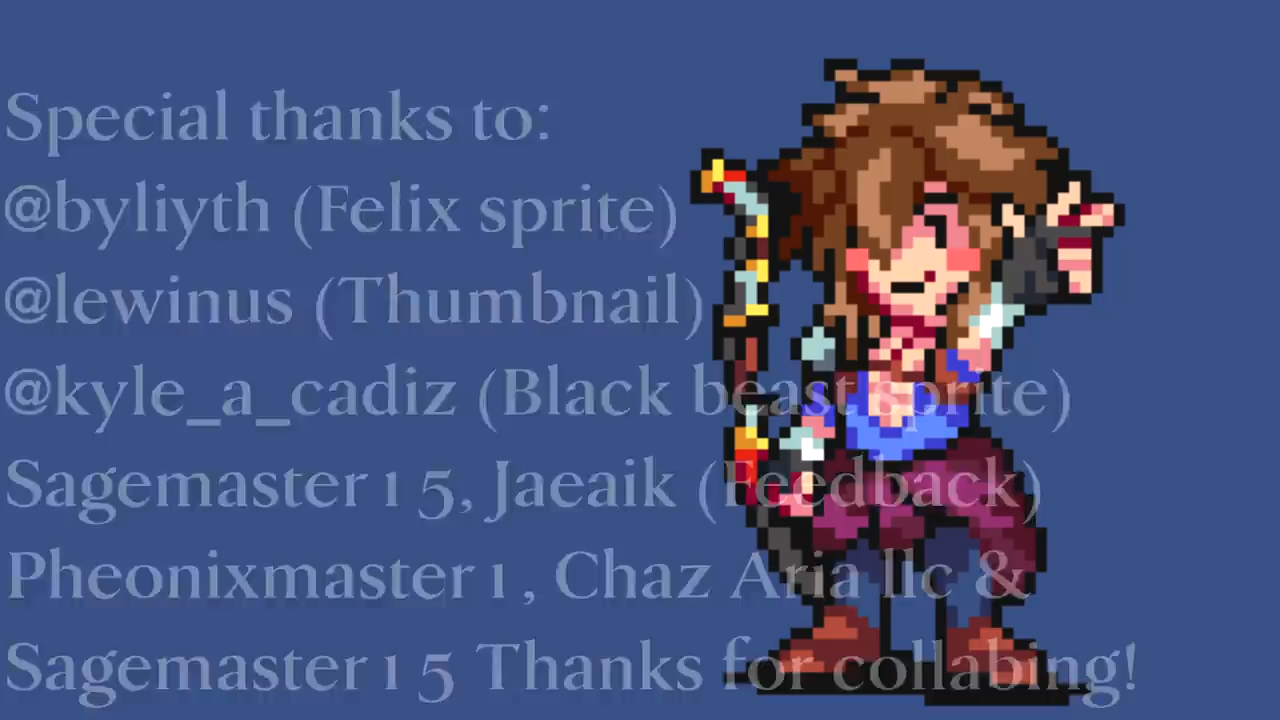 Special thanks to:
@byliyth (Felix sprite)
@lewinus (Thumbnail)
@kyle_a_cadiz (Black beast sprite)
Sagemaster15, Jaeaik (Feedback)
Pheonixmaster1, Chaz Aria llc &
Sagemaster15 Thanks for collabing!